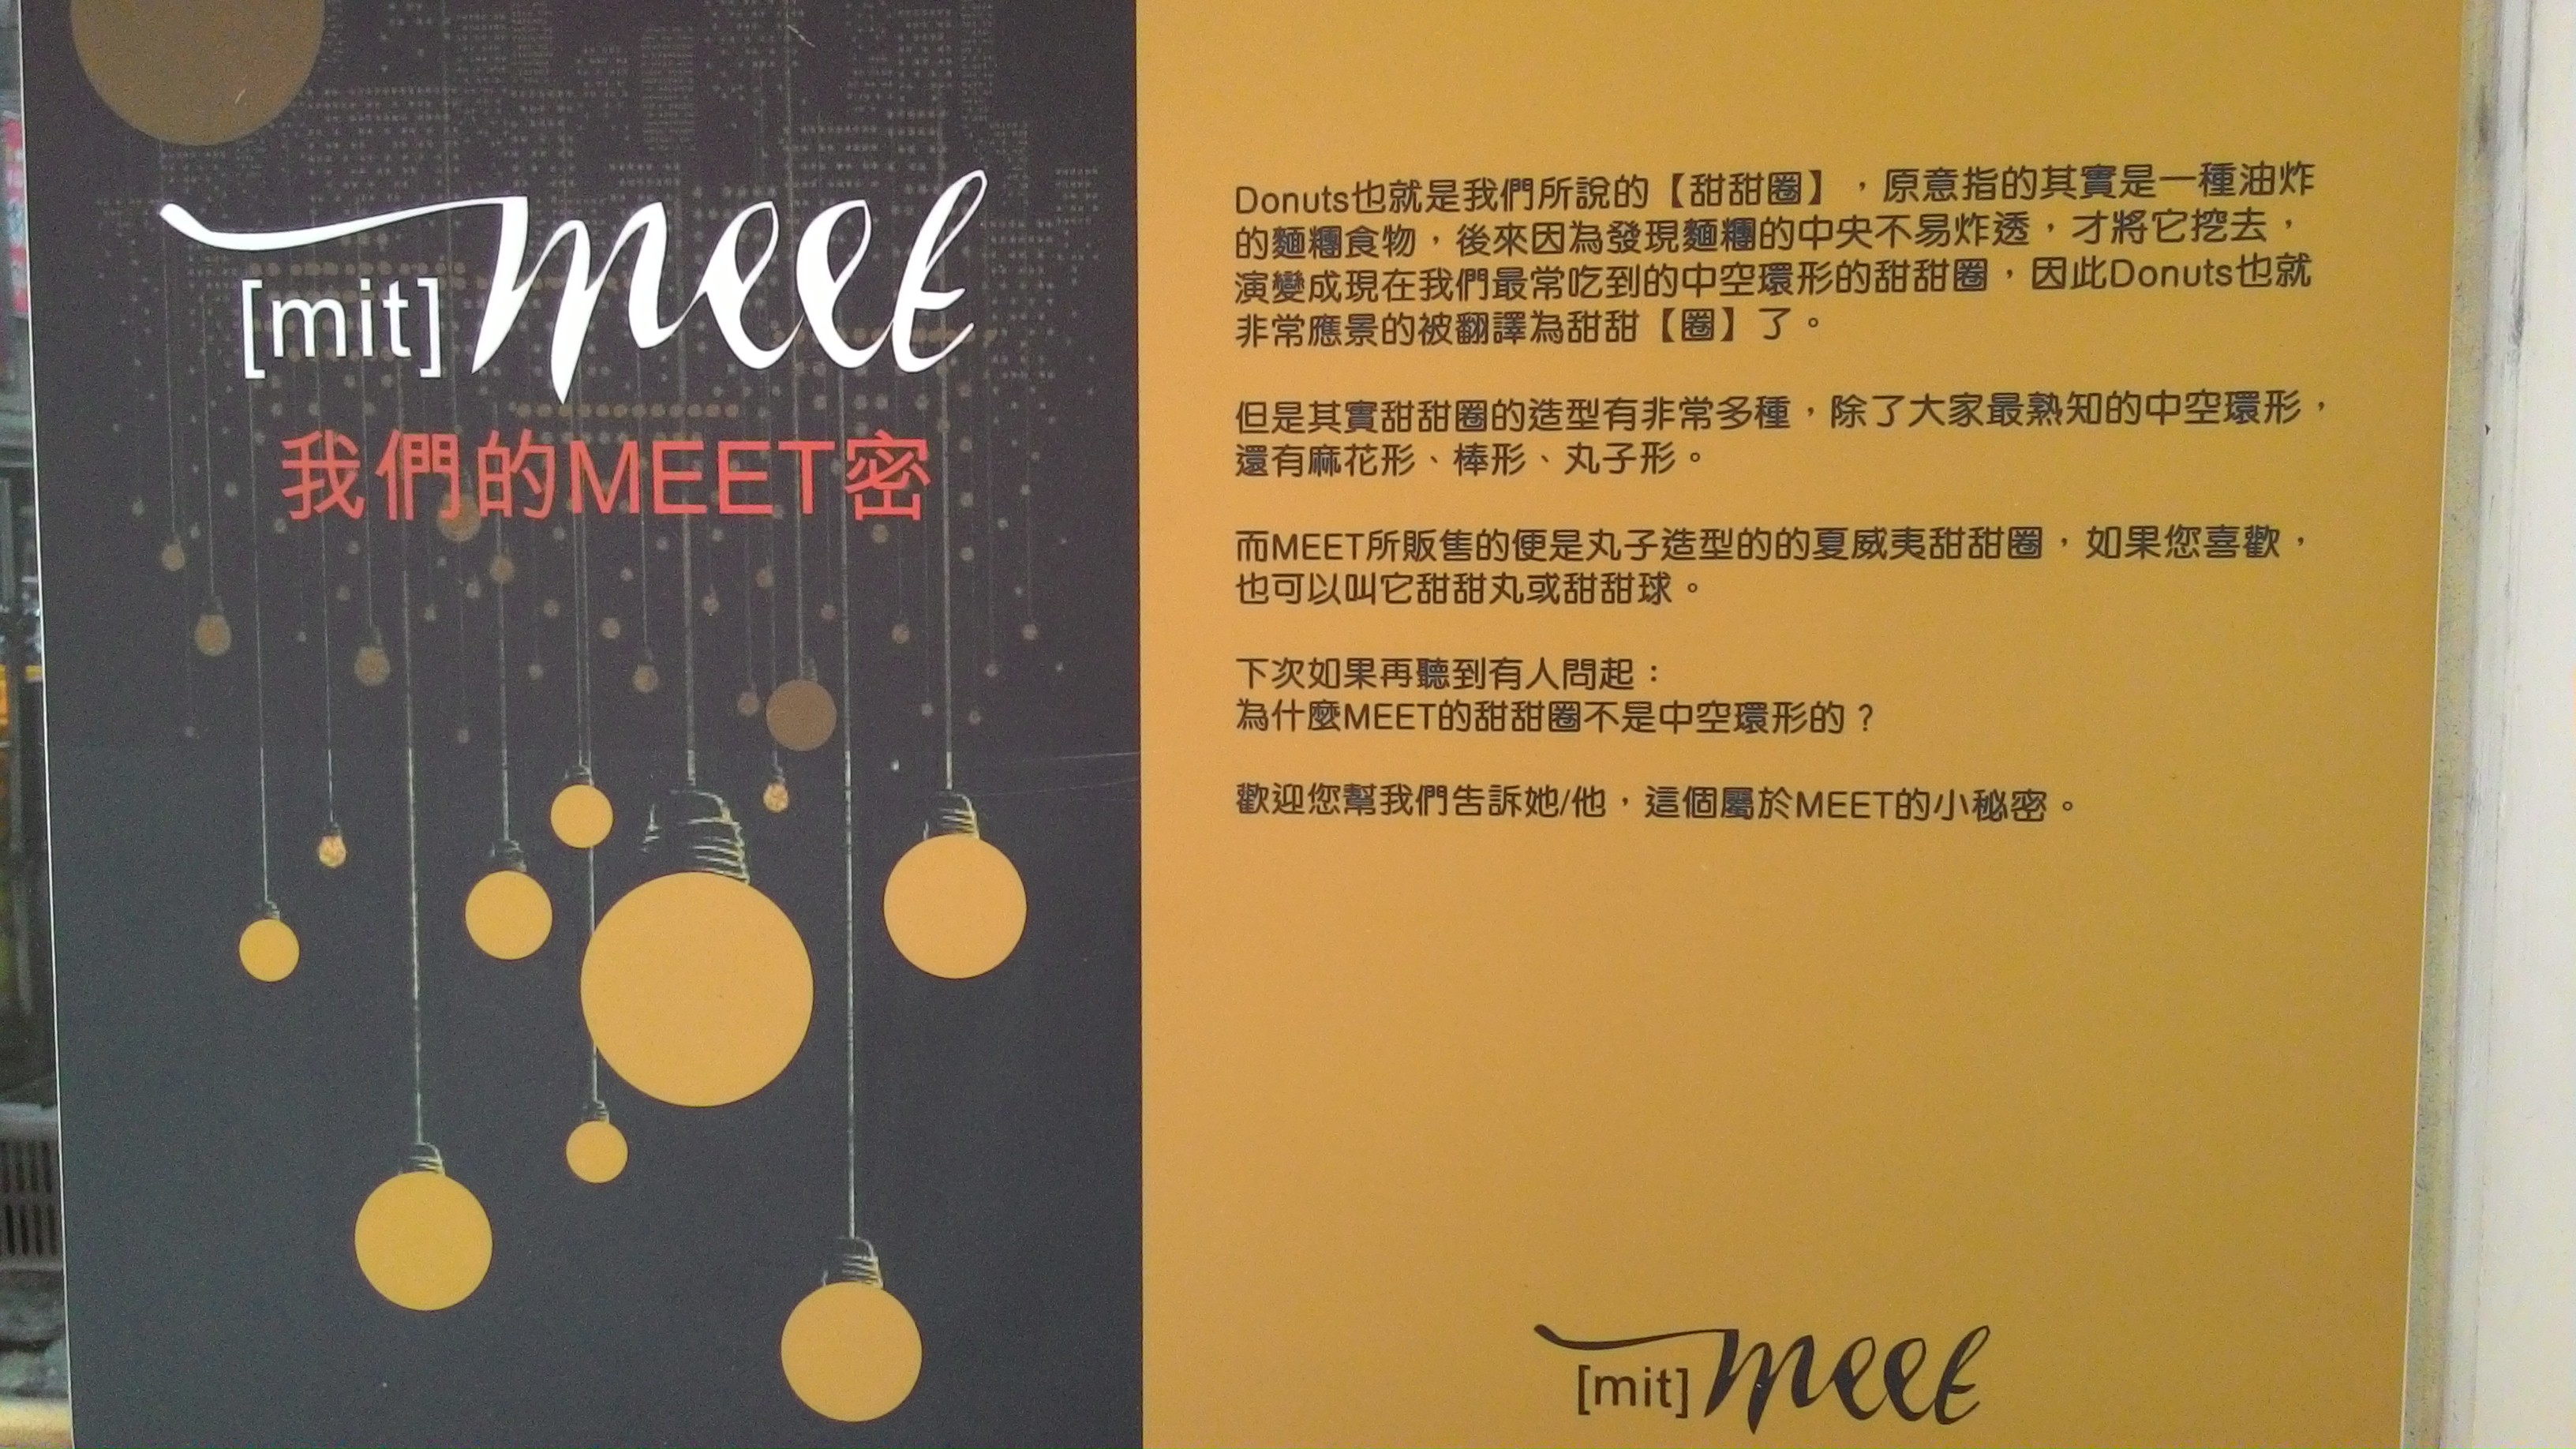 meet
[mit]
我們的MEET密
Donuts也就是我們所說的【甜甜圈】，原意指的其實是一種油炸
的麵糰食物，後來因為發現麵糰的中央不易炸透，才將它挖去，
演變成現在我們最常吃到的中空環形的甜甜圈，因此Donuts也就
非常應景的被翻譯為甜甜【圈】了。
但是其實甜甜圈的造型有非常多種，除了大家最熟知的中空環形，
還有麻花形、棒形、丸子形。
而MEET所販售的便是丸子造型的的夏威夷甜甜圈，如果您喜歡，
也可以叫它甜甜丸或甜甜球。
下次如果再聽到有人問起：
為什麼MEET的甜甜圈不是中空環形的？
歡迎您幫我們告訴她/他，這個屬於MEET的小秘密。
[mit] meet